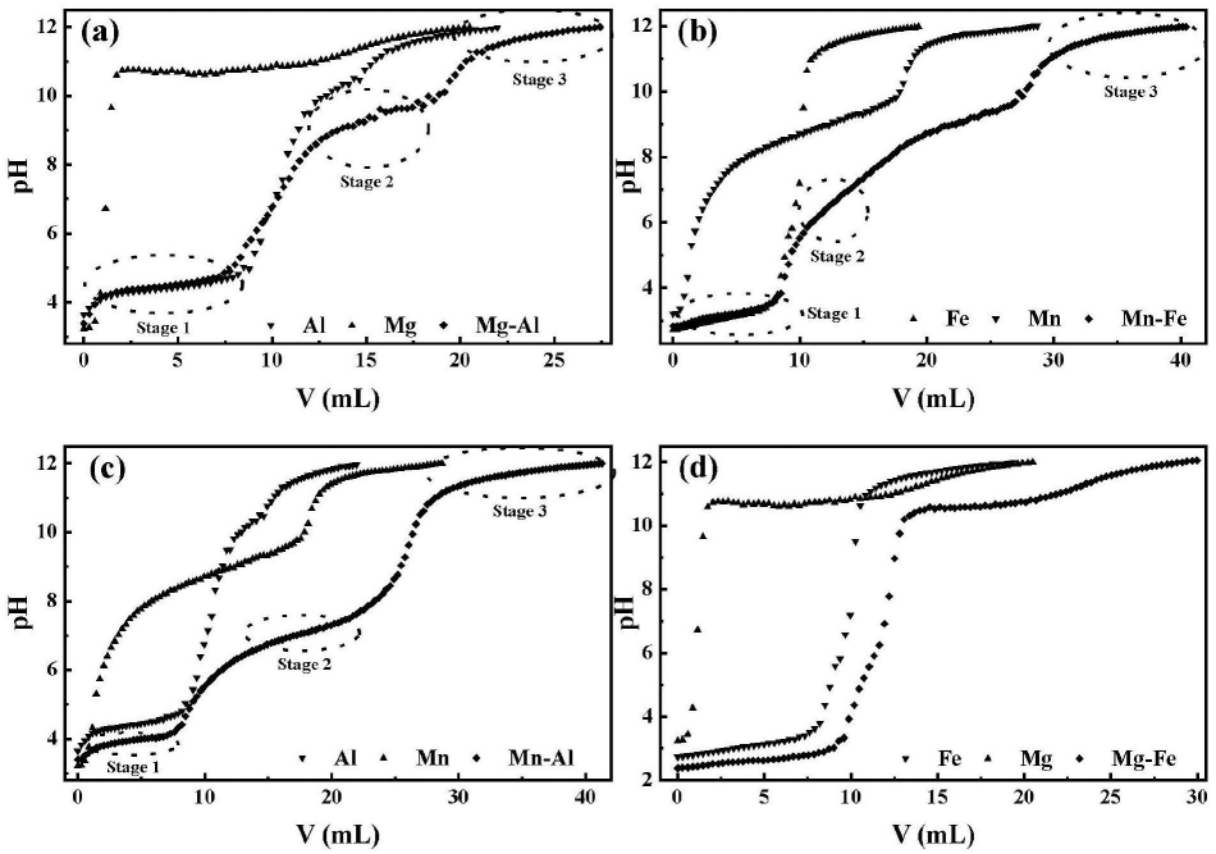 (a)
12
10
8
6
4
pH
0
5
10
15
20
25
V (mL)
Stage 1
Stage 2
Stage 3
Al
Mg
Mg-Al
(b)
12
10
8
6
4
2
pH
0
10
20
30
40
V (mL)
Stage 1
Stage 2
Stage 3
Fe
Mn
Mn-Fe
(c)
12
10
8
6
4
pH
0
10
20
30
40
V (mL)
Stage 1
Stage 2
Stage 3
Al
Mn
Mn-Al
(d)
12
10
8
6
4
2
pH
0
5
10
15
20
25
30
V (mL)
Fe
Mg
Mg-Fe